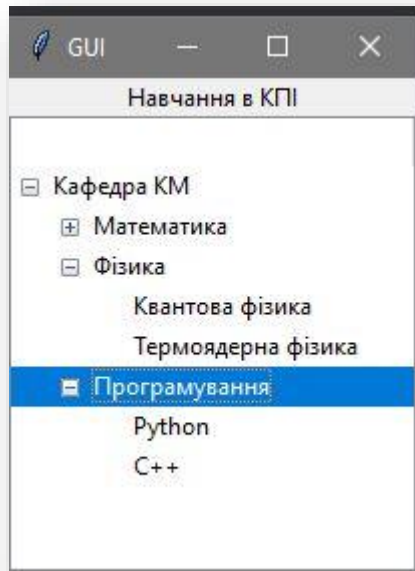 GUI
Навчання в КПІ
Кафедра КМ
Математика
Фізика
Квантова фізика
Термоядерна фізика
Програмування
Python
C++